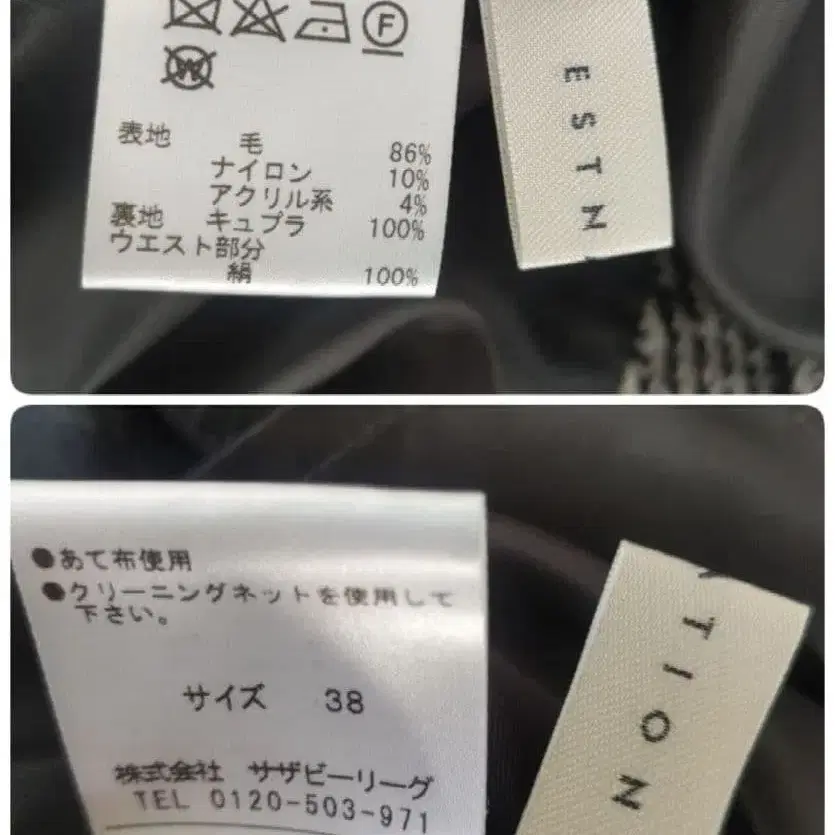 F
W
表地 毛 86%
ナイロン 10%
アクリル系 4%
裏地 キュプラ 100%
ウエスト部分
絹 100%
ESTN
●あて布使用
●クリーニングネットを使用して
下さい。
サイズ 38
株式会社 サザビーリーグ
TEL 0120-503-971
TION